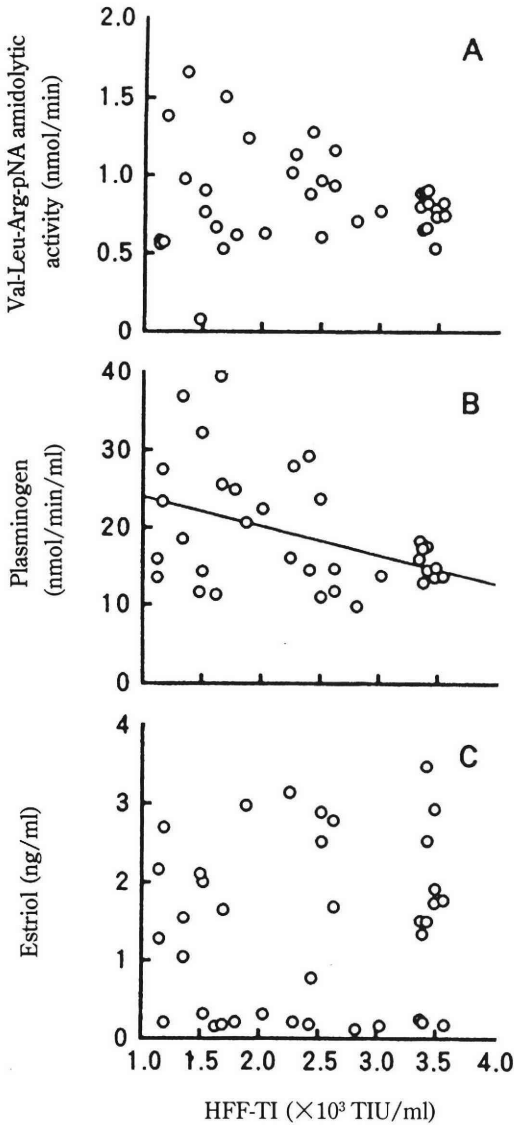 Val-Leu-Arg-pNA amidolytic
activity (nmol/min)
A
2.0
1.5
1.0
0.5
0
Plasminogen
(nmol/min/ml)
B
40
30
20
10
0
Estriol (ng/ml)
C
4
3
2
1
0
1.0 1.5 2.0 2.5 3.0 3.5 4.0
HFF-TI (×10³ TIU/ml)